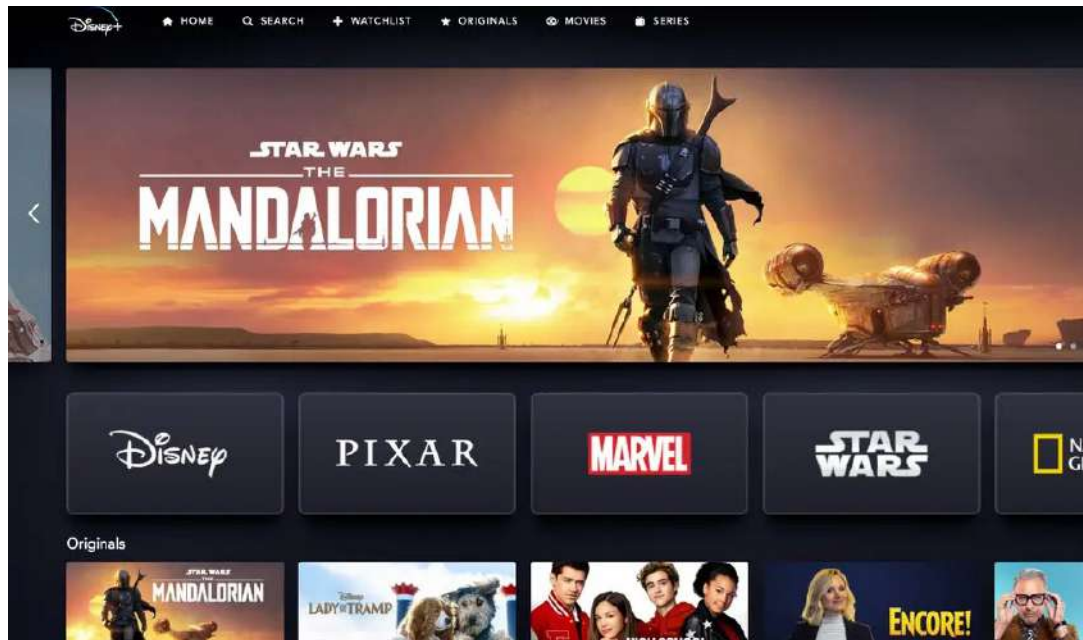 Disney+ HOME SEARCH WATCHLIST ORIGINALS MOVIES SERIES
STAR WARS
THE
MANDALORIAN
Disney PIXAR MARVEL STAR WARS
Originals
STAR WARS
THE
MANDALORIAN
Disney
LADY AND THE TRAMP
ENCORE!